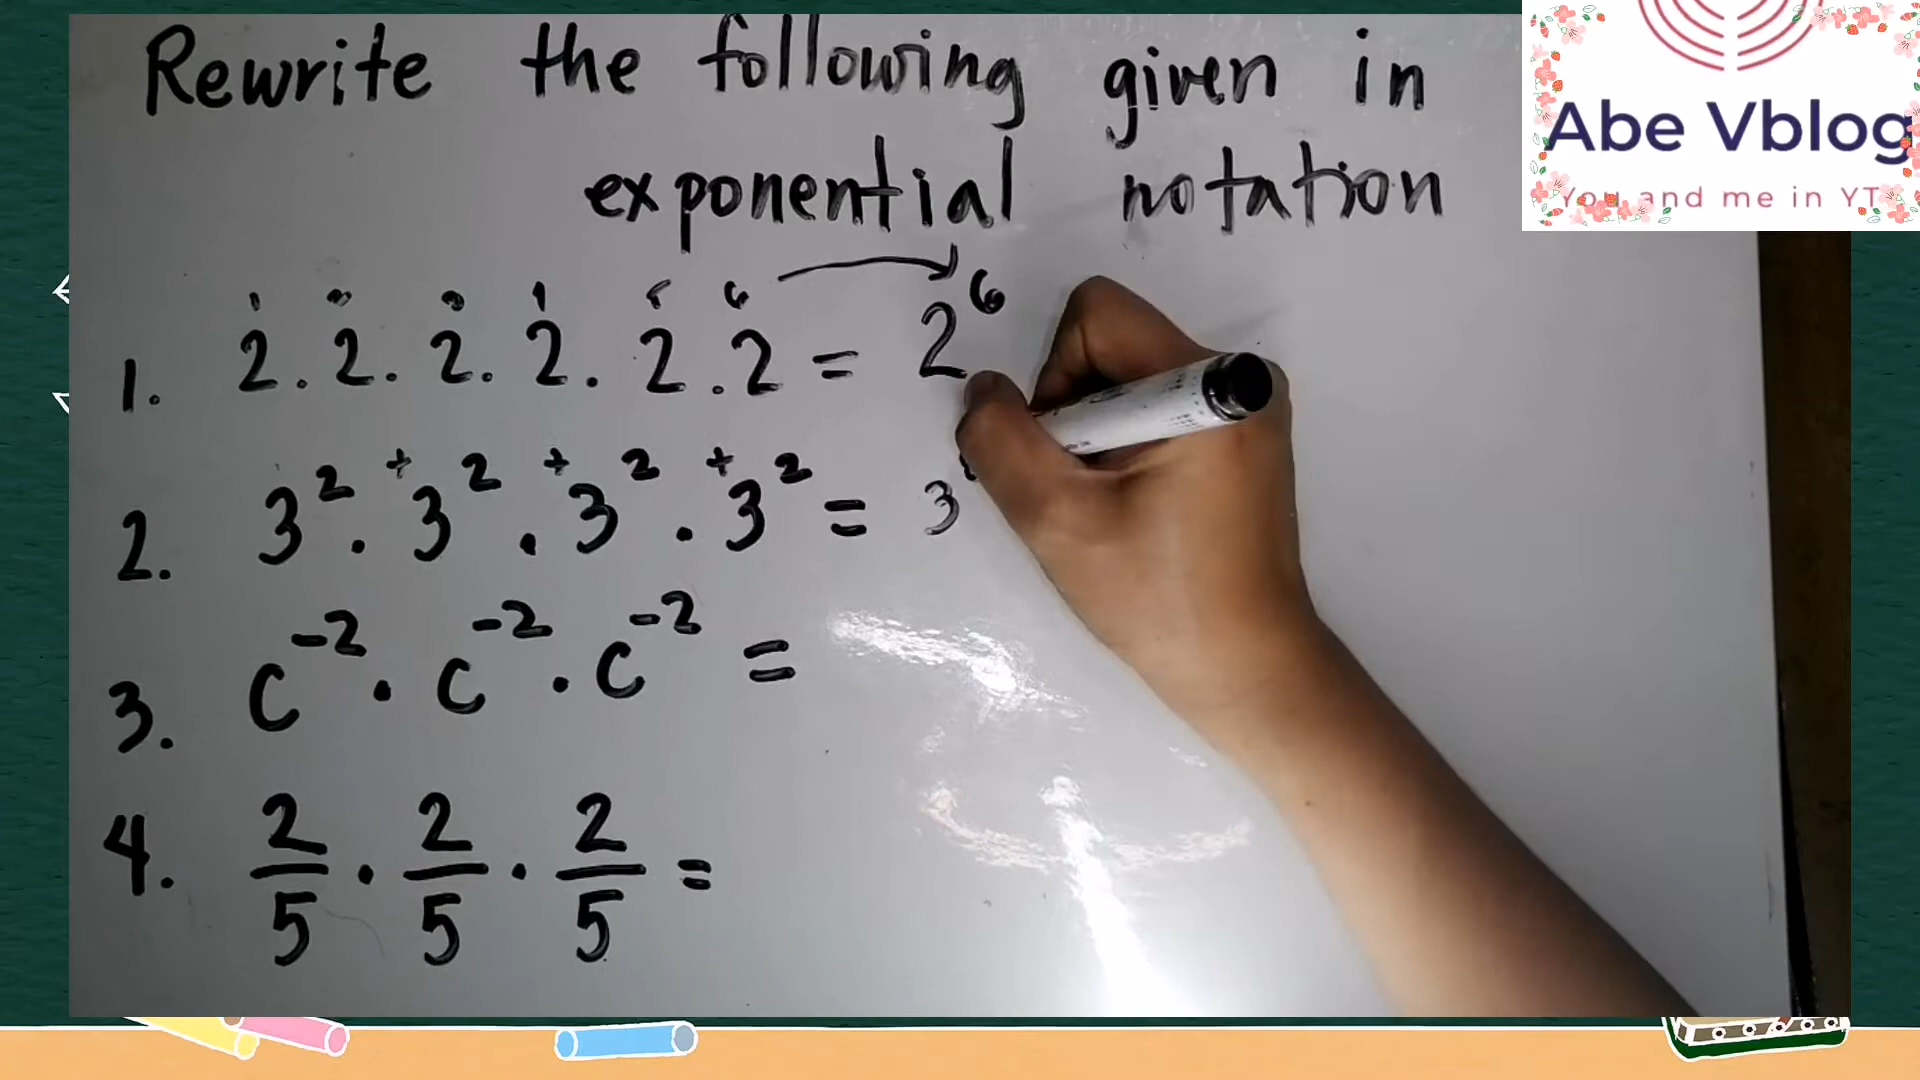 Rewrite the following given in
exponential notation
1. 2 . 2 . 2 . 2 . 2 . 2 = 2⁶
2. 3² ⁺ . 3² ⁺ . 3² ⁺ . 3² = 3
3. c⁻² . c⁻² . c⁻² =
4. 2/5 . 2/5 . 2/5 =
Abe Vblog
You and me in YT